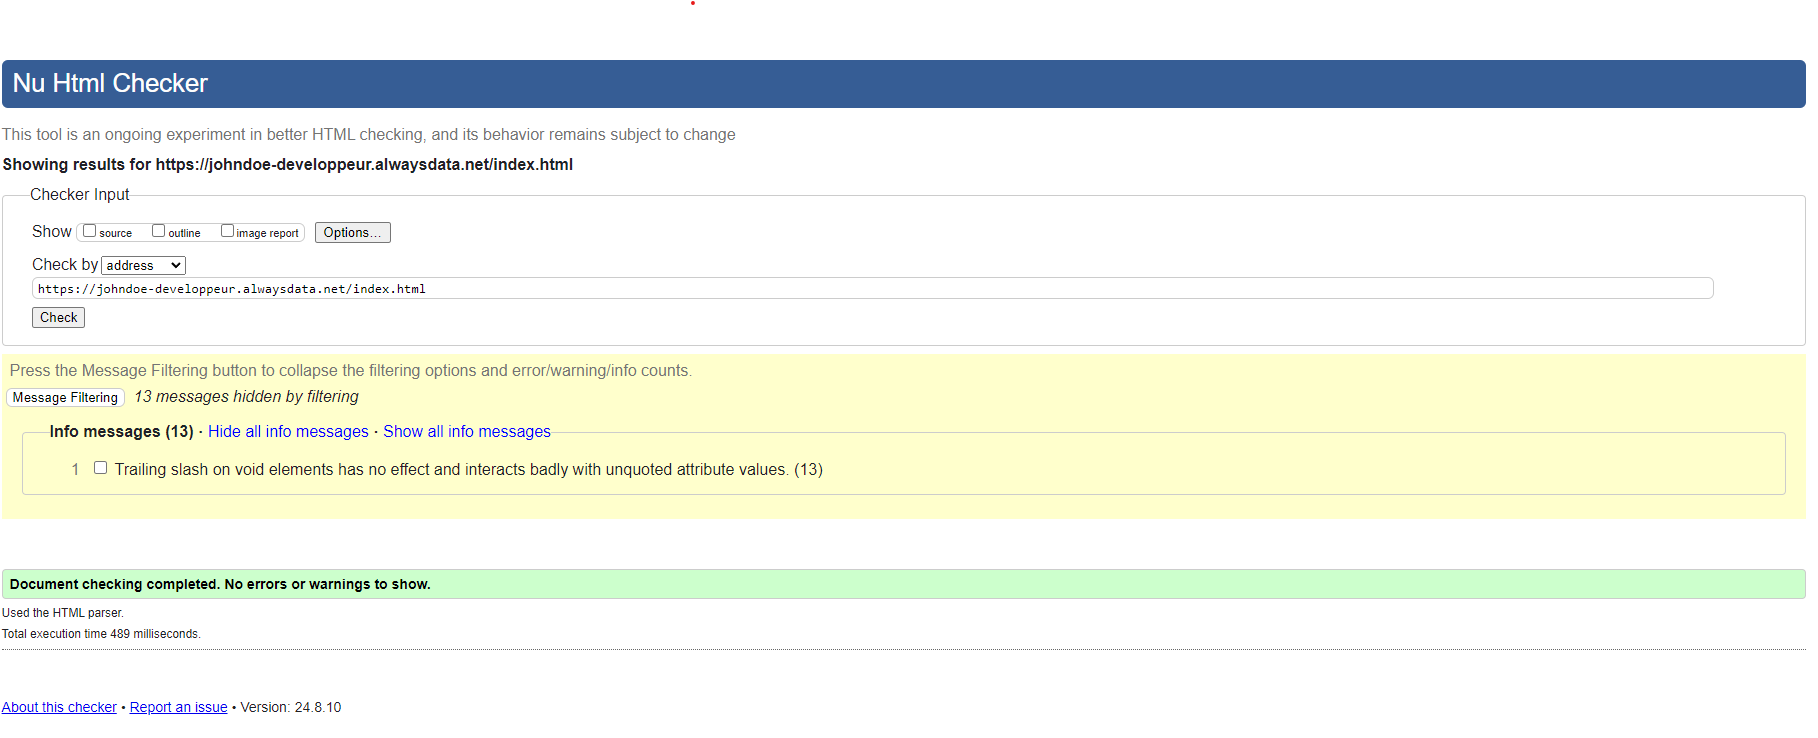 Nu Html Checker
This tool is an ongoing experiment in better HTML checking, and its behavior remains subject to change
Showing results for https://johndoe-developpeur.alwaysdata.net/index.html
Checker Input
Show source outline image report Options...
Check by address
https://johndoe-developpeur.alwaysdata.net/index.html
Check
Press the Message Filtering button to collapse the filtering options and error/warning/info counts.
Message Filtering 13 messages hidden by filtering
Info messages (13) · Hide all info messages · Show all info messages
1 Trailing slash on void elements has no effect and interacts badly with unquoted attribute values. (13)
Document checking completed. No errors or warnings to show.
Used the HTML parser.
Total execution time 489 milliseconds.
About this checker • Report an issue • Version: 24.8.10